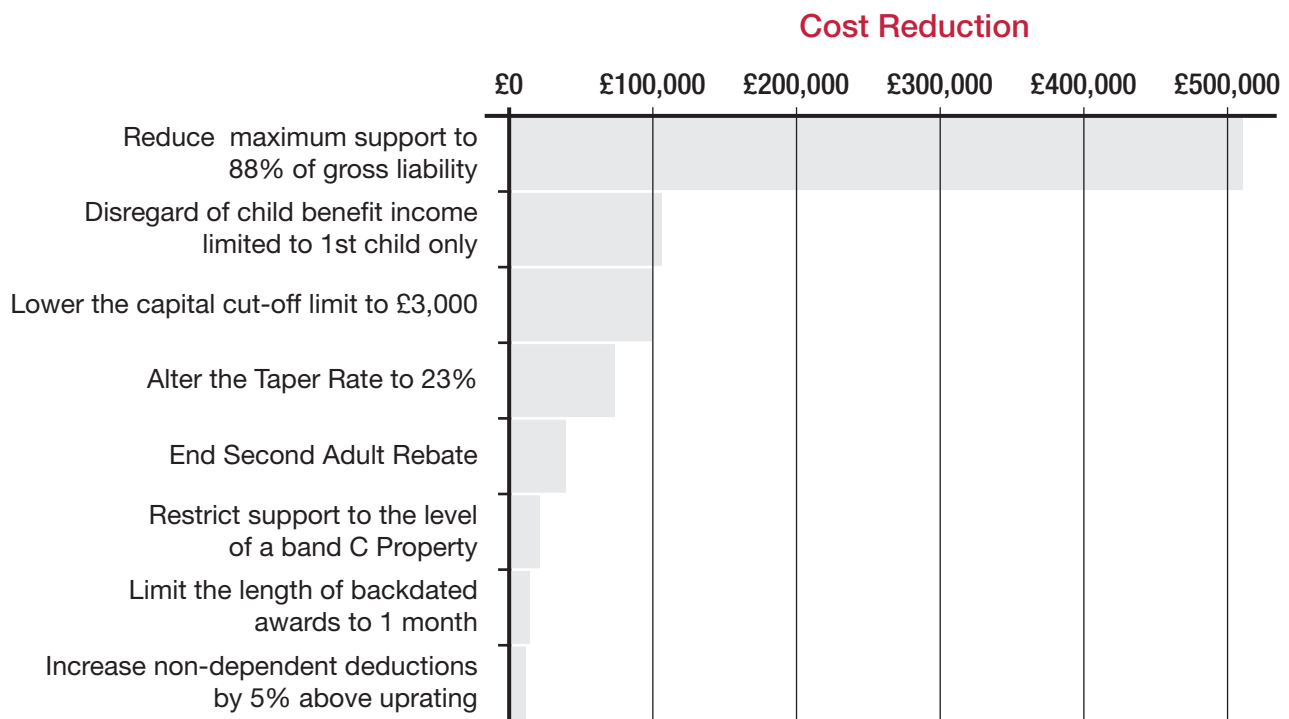 Cost Reduction
£0 £100,000 £200,000 £300,000 £400,000 £500,000
Reduce maximum support to
88% of gross liability
Disregard of child benefit income
limited to 1st child only
Lower the capital cut-off limit to £3,000
Alter the Taper Rate to 23%
End Second Adult Rebate
Restrict support to the level
of a band C Property
Limit the length of backdated
awards to 1 month
Increase non-dependent deductions
by 5% above uprating